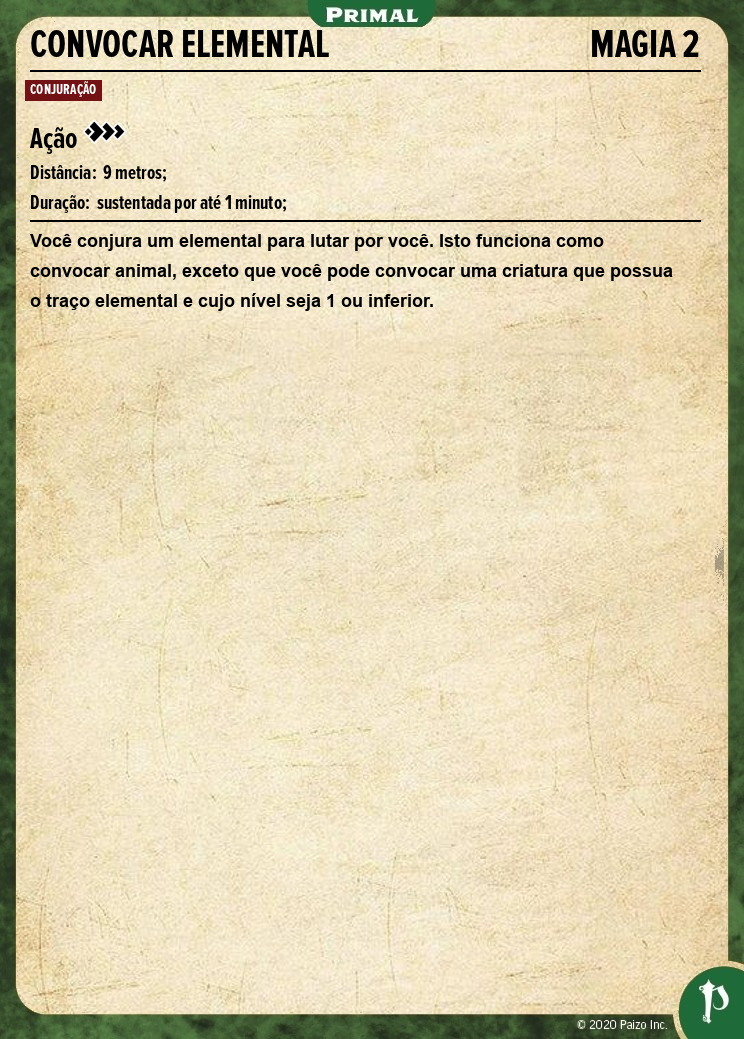 PRIMAL
CONVOCAR ELEMENTAL MAGIA 2
CONJURAÇÃO
Ação
Distância: 9 metros;
Duração: sustentada por até 1 minuto;
Você conjura um elemental para lutar por você. Isto funciona como
convocar animal, exceto que você pode convocar uma criatura que possua
o traço elemental e cujo nível seja 1 ou inferior.
© 2020 Paizo Inc.
P